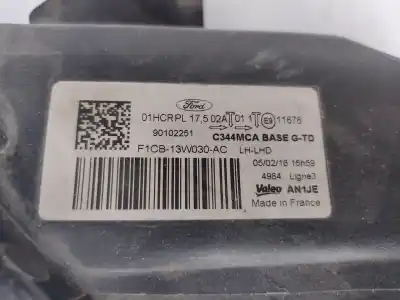 Ford
01HCR PL 17,5 02A 01 1 E9 11676
90102251
C344MCA BASE G-TD
F1CB-13W030-AC LH-LHD
05/02/16 15h59
4984 Ligne3
Valeo AN1JE
Made in France